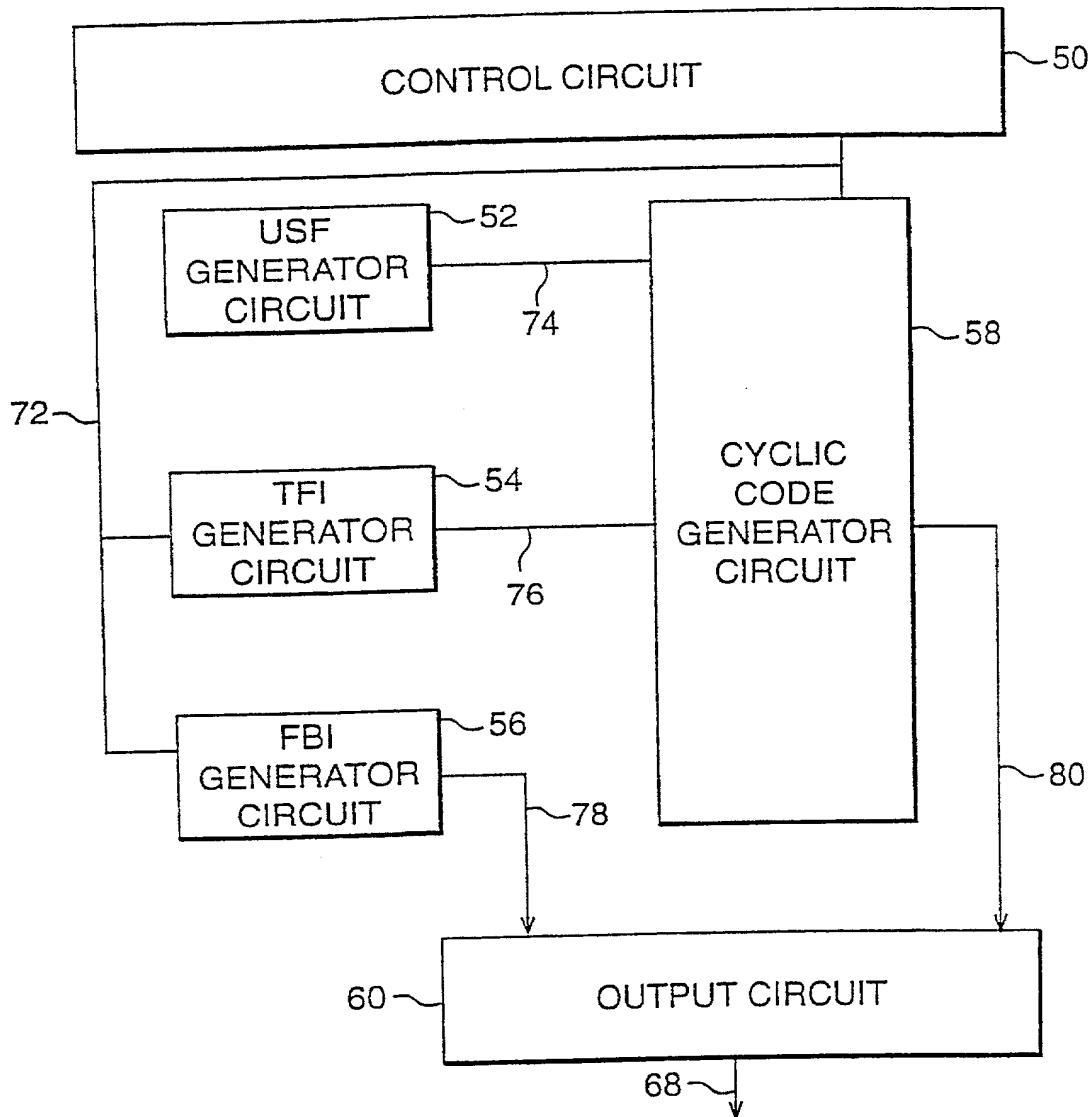 CONTROL CIRCUIT
50
USF
GENERATOR
CIRCUIT
52
74
58
72
TFI
GENERATOR
CIRCUIT
54
76
CYCLIC
CODE
GENERATOR
CIRCUIT
FBI
GENERATOR
CIRCUIT
56
78
80
60
OUTPUT CIRCUIT
68